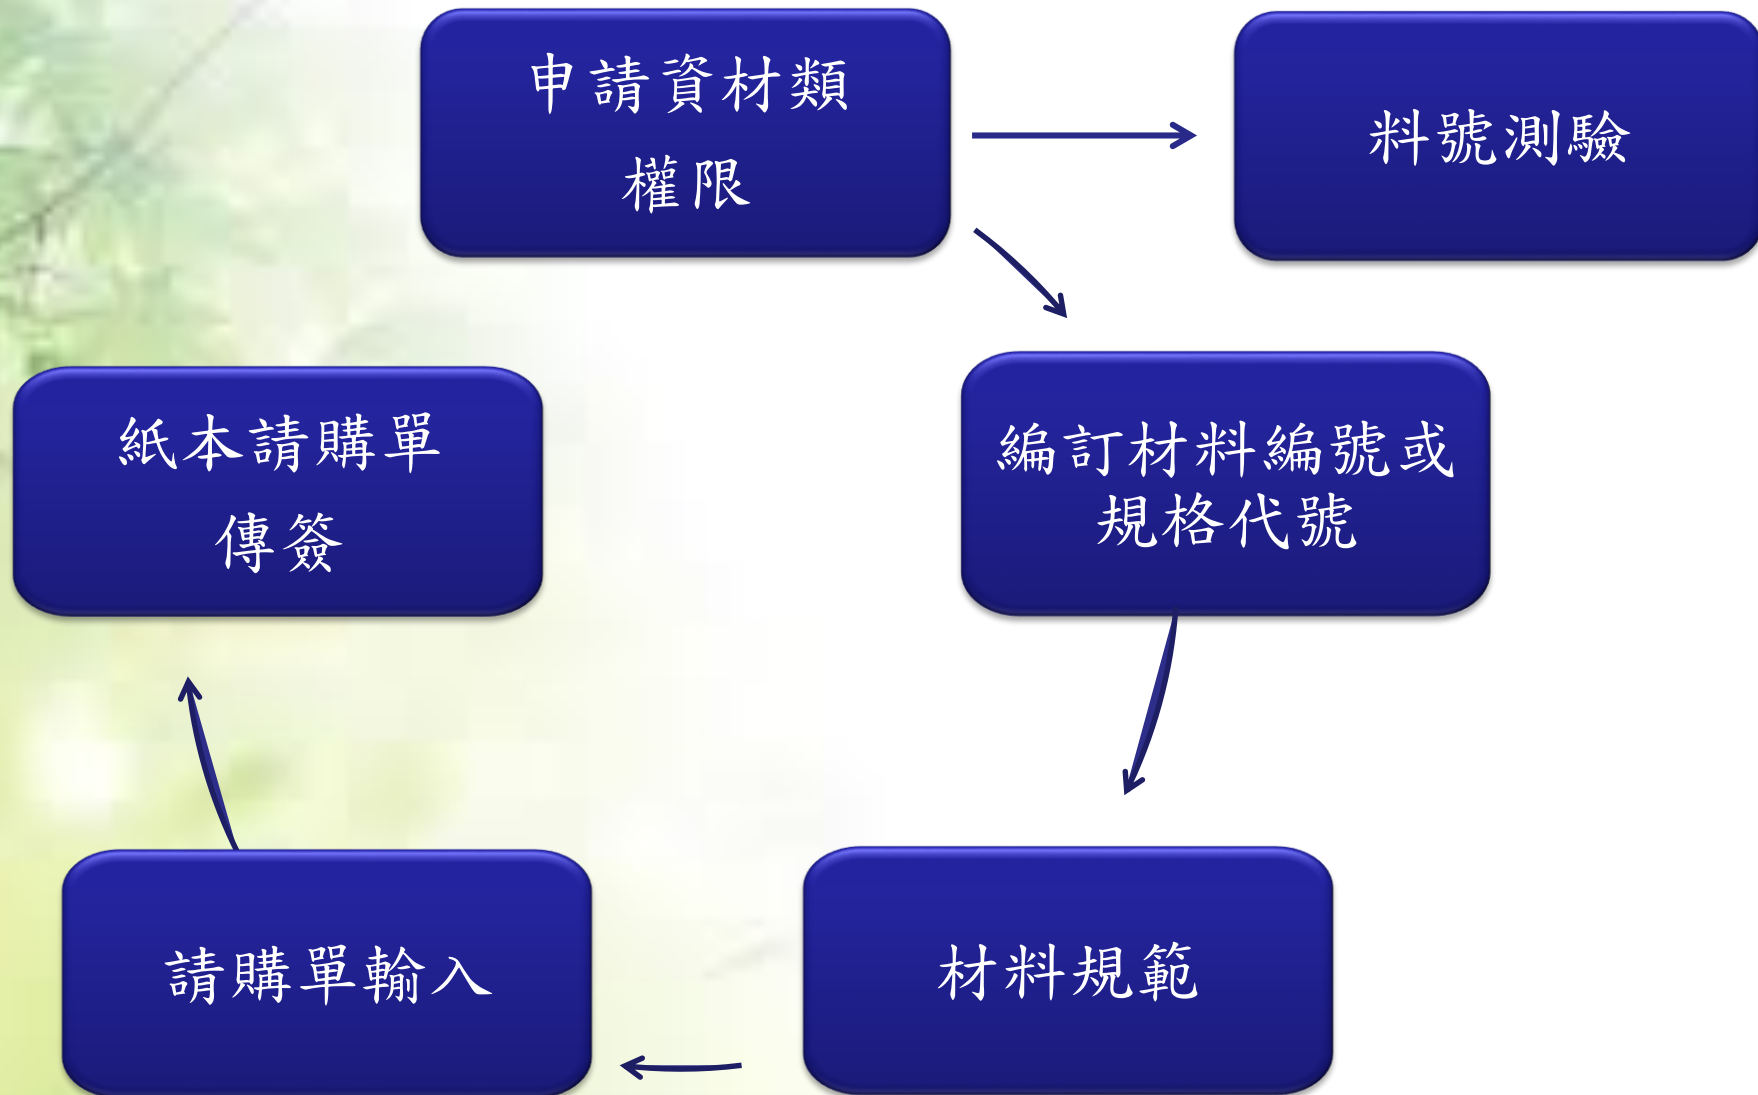 申請資材類
權限
料號測驗
編訂材料編號或
規格代號
材料規範
請購單輸入
紙本請購單
傳簽